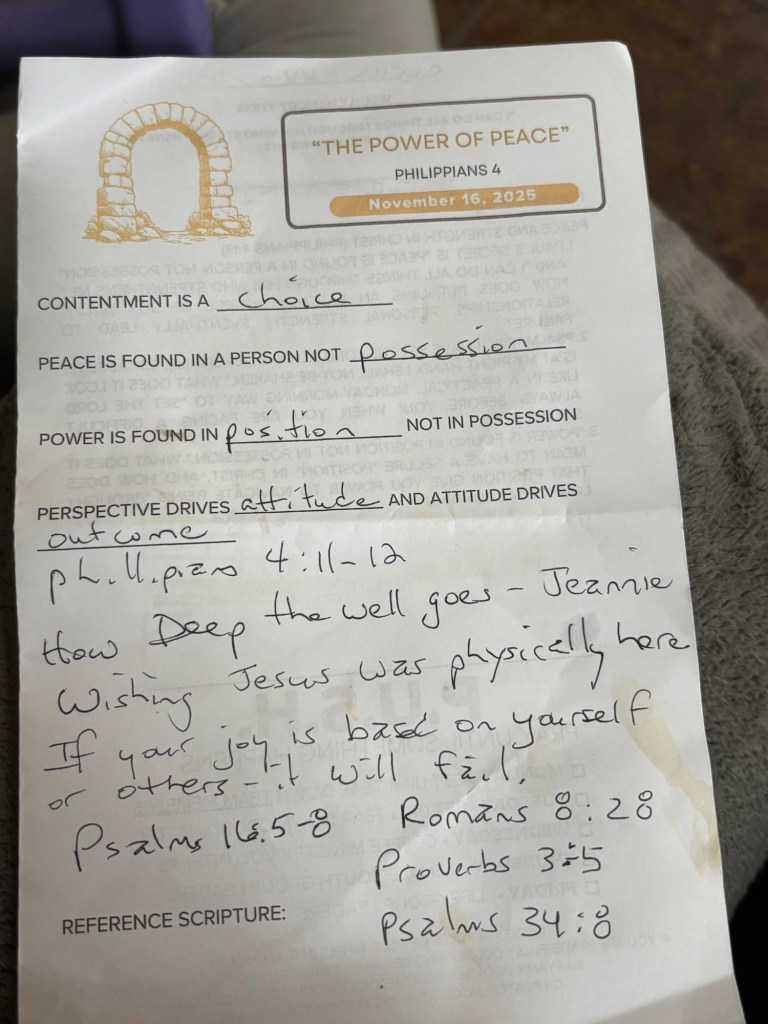 "THE POWER OF PEACE"
PHILIPPIANS 4
November 16, 2025
CONTENTMENT IS A choice
PEACE IS FOUND IN A PERSON NOT possession
POWER IS FOUND IN position NOT IN POSSESSION
PERSPECTIVE DRIVES attitude AND ATTITUDE DRIVES
outcome
Phillipians 4:11-12
How Deep the well goes - Jeannie
Wishing Jesus was physically here
If your joy is based on yourself
or others - it will fail.
Psalms 16:5-8 Romans 8:28
Proverbs 3:5
REFERENCE SCRIPTURE: Psalms 34:8